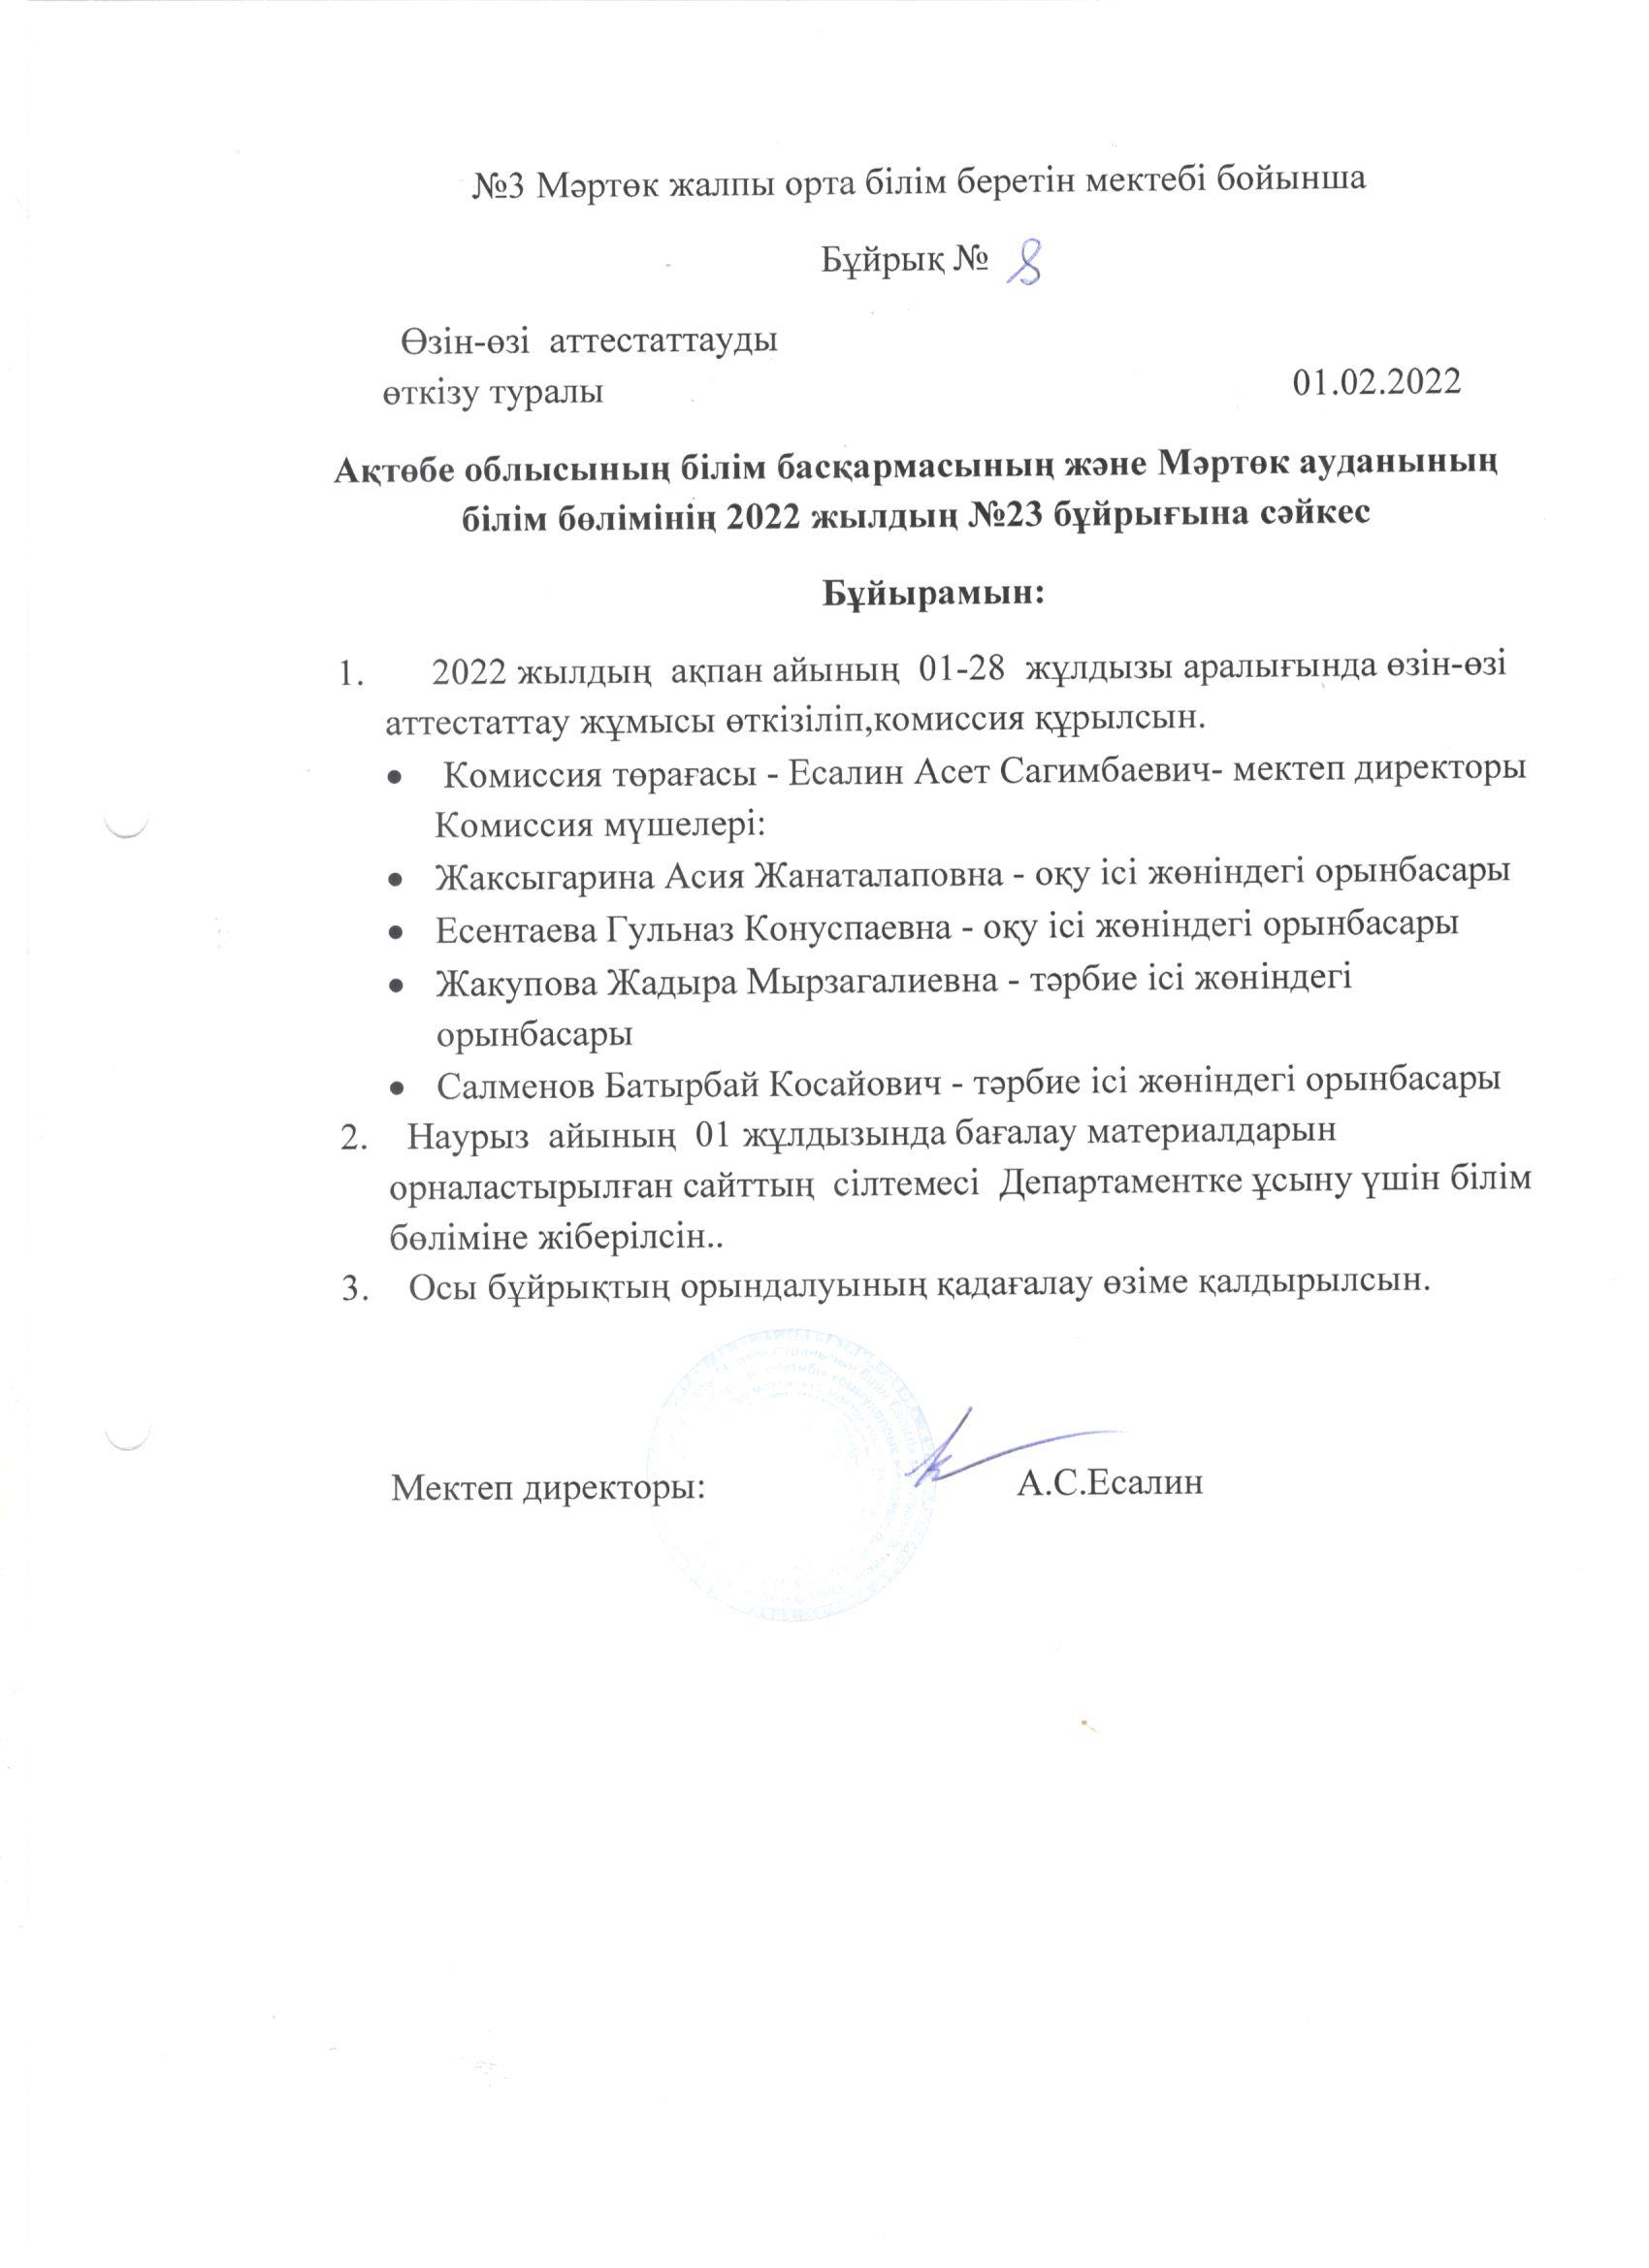 №3 Мәртөк жалпы орта білім беретін мектебі бойынша
Бұйрық № 8
Өзін-өзі аттестаттауды
өткізу туралы 01.02.2022
Ақтөбе облысының білім басқармасының және Мәртөк ауданының
білім бөлімінің 2022 жылдың №23 бұйрығына сәйкес
Бұйырамын:
1. 2022 жылдың ақпан айының 01-28 жұлдызы аралығында өзін-өзі
аттестаттау жұмысы өткізіліп,комиссия құрылсын.
• Комиссия төрағасы - Есалин Асет Сагимбаевич- мектеп директоры
Комиссия мүшелері:
• Жаксыгарина Асия Жанаталаповна - оқу ісі жөніндегі орынбасары
• Есентаева Гульназ Конуспаевна - оқу ісі жөніндегі орынбасары
• Жакупова Жадыра Мырзагалиевна - тәрбие ісі жөніндегі
орынбасары
• Салменов Батырбай Косайович - тәрбие ісі жөніндегі орынбасары
2. Наурыз айының 01 жұлдызында бағалау материалдарын
орналастырылған сайттың сілтемесі Департаментке ұсыну үшін білім
бөліміне жіберілсін..
3. Осы бұйрықтың орындалуының қадағалау өзіме қалдырылсын.
Мектеп директоры: А.С.Есалин